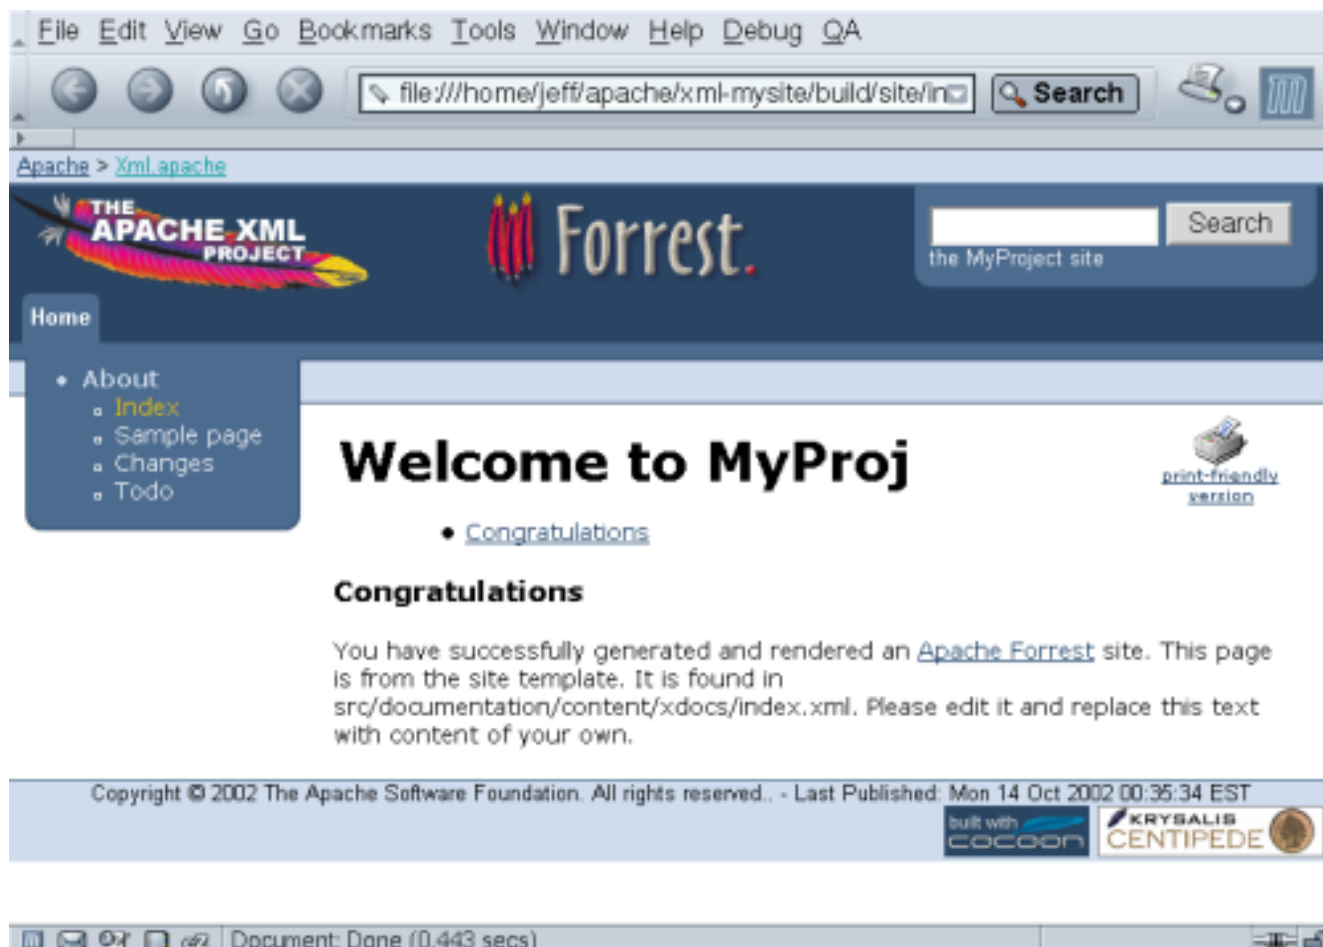 File Edit View Go Bookmarks Tools Window Help Debug QA
file:///home/jeff/apache/xml-mysite/build/site/in
Search
Apache > Xml.apache
THE
APACHE XML
PROJECT
Forrest.
Search
the MyProject site
Home
About
Index
Sample page
Changes
Todo
Welcome to MyProj
print-friendly
version
Congratulations
Congratulations
You have successfully generated and rendered an Apache Forrest site. This page
is from the site template. It is found in
src/documentation/content/xdocs/index.xml. Please edit it and replace this text
with content of your own.
Copyright © 2002 The Apache Software Foundation. All rights reserved.. - Last Published: Mon 14 Oct 2002 00:35:34 EST
built with
cocoon
KRYSALIS
CENTIPEDE
Document: Done (0.443 secs)